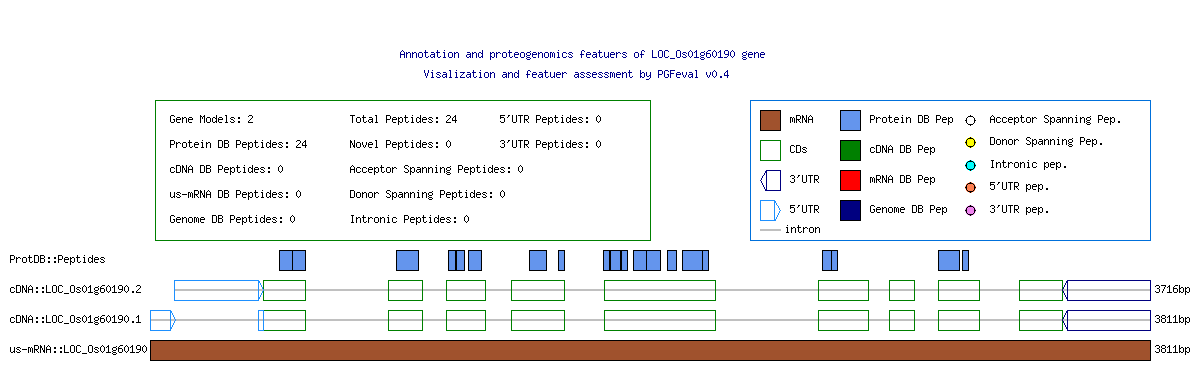 Annotation and proteogenomics featuers of LOC_Os01g60190 gene
Visalization and featuer assessment by PGFeval v0.4
Gene Models: 2 Total Peptides: 24 5'UTR Peptides: 0
Protein DB Peptides: 24 Novel Peptides: 0 3'UTR Peptides: 0
cDNA DB Peptides: 0 Acceptor Spanning Peptides: 0
us-mRNA DB Peptides: 0 Donor Spanning Peptides: 0
Genome DB Peptides: 0 Intronic Peptides: 0
mRNA Protein DB Pep Acceptor Spanning Pep.
CDs cDNA DB Pep Donor Spanning Pep.
3'UTR mRNA DB Pep Intronic pep.
5'UTR Genome DB Pep 5'UTR pep.
intron 3'UTR pep.
ProtDB::Peptides
cDNA::LOC_Os01g60190.2 3716bp
cDNA::LOC_Os01g60190.1 3811bp
us-mRNA::LOC_Os01g60190 3811bp